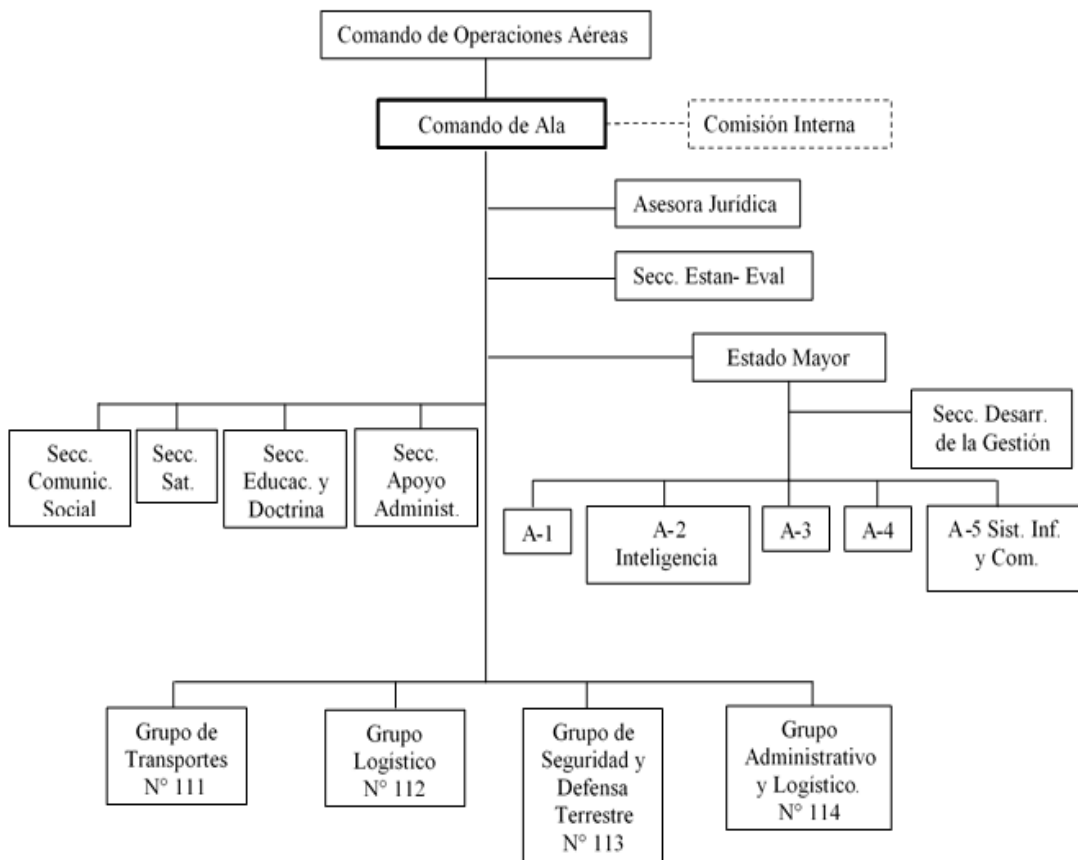 Comando de Operaciones Aéreas
Comando de Ala
Comisión Interna
Asesora Jurídica
Secc. Estan- Eval
Estado Mayor
Secc. Desarr.
de la Gestión
Secc.
Comunic.
Social
Secc.
Sat.
Secc.
Educac. y
Doctrina
Secc.
Apoyo
Administ.
A-1
A-2
Inteligencia
A-3
A-4
A-5 Sist. Inf.
y Com.
Grupo de
Transportes
N° 111
Grupo
Logístico
N° 112
Grupo de
Seguridad y
Defensa
Terrestre
N° 113
Grupo
Administrativo
y Logístico.
N° 114